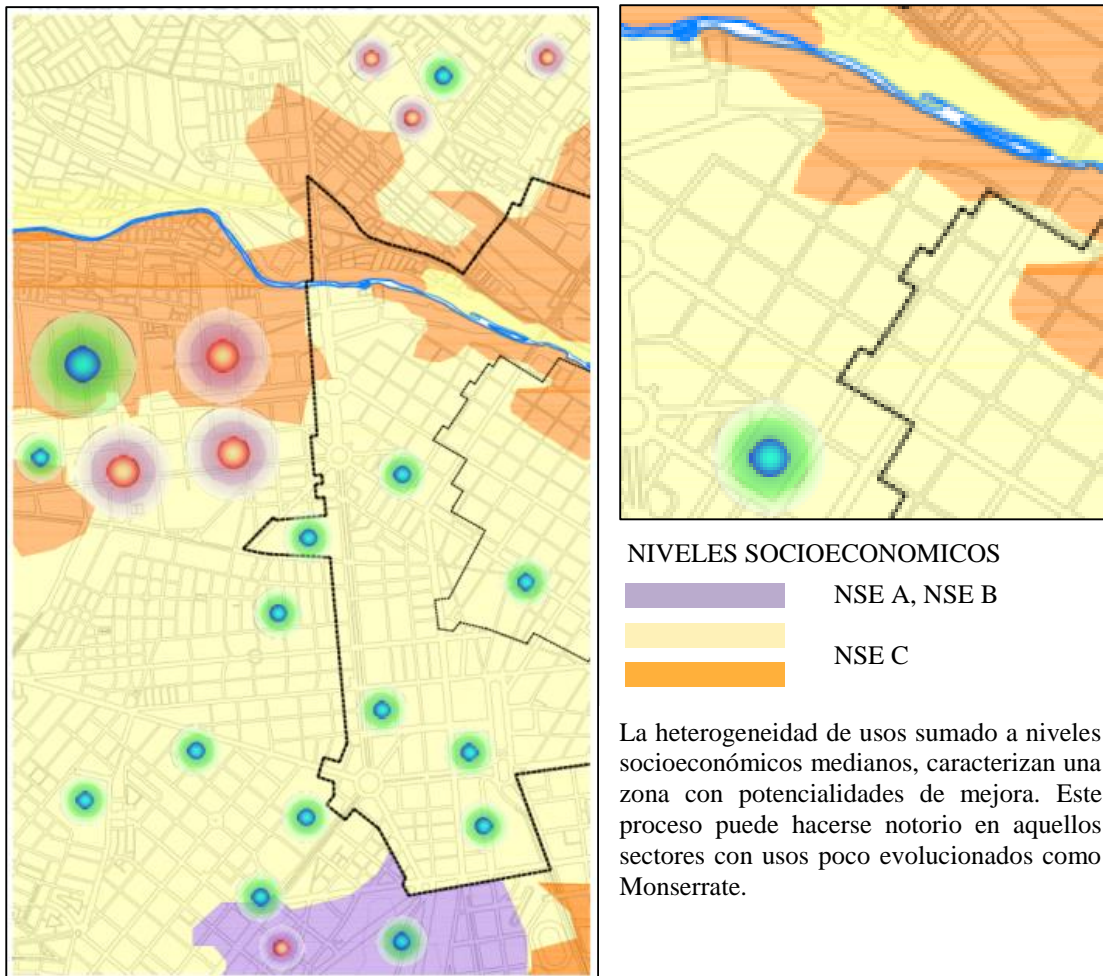 NIVELES SOCIOECONOMICOS
NSE A, NSE B
NSE C
La heterogeneidad de usos sumado a niveles
socioeconómicos medianos, caracterizan una
zona con potencialidades de mejora. Este
proceso puede hacerse notorio en aquellos
sectores con usos poco evolucionados como
Monserrate.